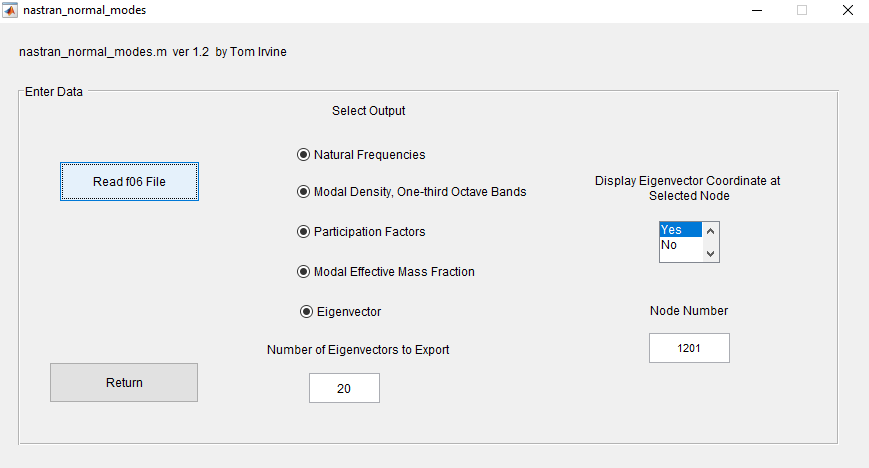 nastran_normal_modes
nastran_normal_modes.m ver 1.2 by Tom Irvine
Enter Data
Select Output
Read f06 File
Natural Frequencies
Modal Density, One-third Octave Bands
Participation Factors
Modal Effective Mass Fraction
Eigenvector
Display Eigenvector Coordinate at
Selected Node
Yes
No
Node Number
1201
Number of Eigenvectors to Export
20
Return